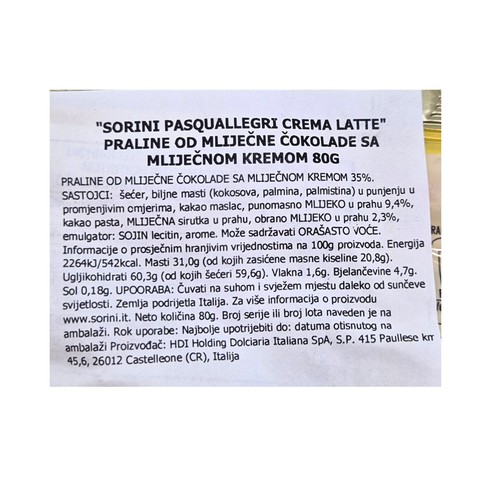 "SORINI PASQUALLEGRI CREMA LATTE"
PRALINE OD MLIJEČNE ČOKOLADE SA
MLIJEČNOM KREMOM 80G
PRALINE OD MLIJEČNE ČOKOLADE SA MLIJEČNOM KREMOM 35%.
SASTOJCI: šećer, biljne masti (kokosova, palmina, palmistina) u punjenju u
promjenjivim omjerima, kakao maslac, punomasno MLIJEKO u prahu 9,4%,
kakao pasta, MLIJEČNA sirutka u prahu, obrano MLIJEKO u prahu 2,3%,
emulgator: SOJIN lecitin, arome. Može sadržavati ORAŠASTO VOĆE.
Informacije o prosječnim hranjivim vrijednostima na 100g proizvoda. Energija
2264kJ/542kcal. Masti 31,0g (od kojih zasićene masne kiseline 20,8g).
Ugljikohidrati 60,3g (od kojih šećeri 59,6g). Vlakna 1,6g. Bjelančevine 4,7g.
Sol 0,18g. UPOORABA: Čuvati na suhom i svježem mjestu daleko od sunčeve
svijetlosti. Zemlja podrijetla Italija. Za više informacija o proizvodu
www.sorini.it. Neto količina 80g. Broj serije ili broj lota naveden je na
ambalaži. Rok uporabe: Najbolje upotrijebiti do: datuma otisnutog na
ambalaži Proizvođač: HDI Holding Dolciaria Italiana SpA, S.P. 415 Paullese km
45,6, 26012 Castelleone (CR), Italija